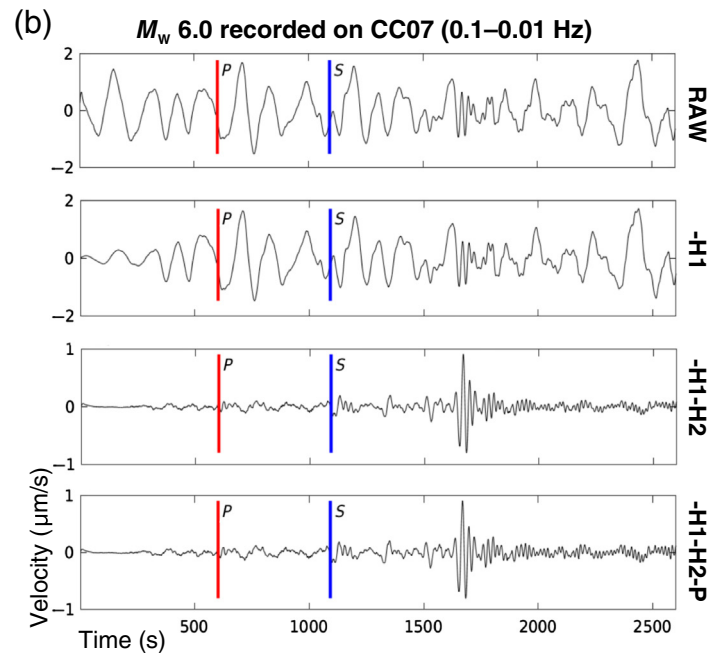 (b)
Mw 6.0 recorded on CC07 (0.1–0.01 Hz)
2
0
−2
P
S
RAW
2
0
−2
P
S
-H1
1
0
−1
P
S
-H1-H2
1
0
−1
P
S
-H1-H2-P
Velocity (μm/s)
500
1000
1500
2000
2500
Time (s)